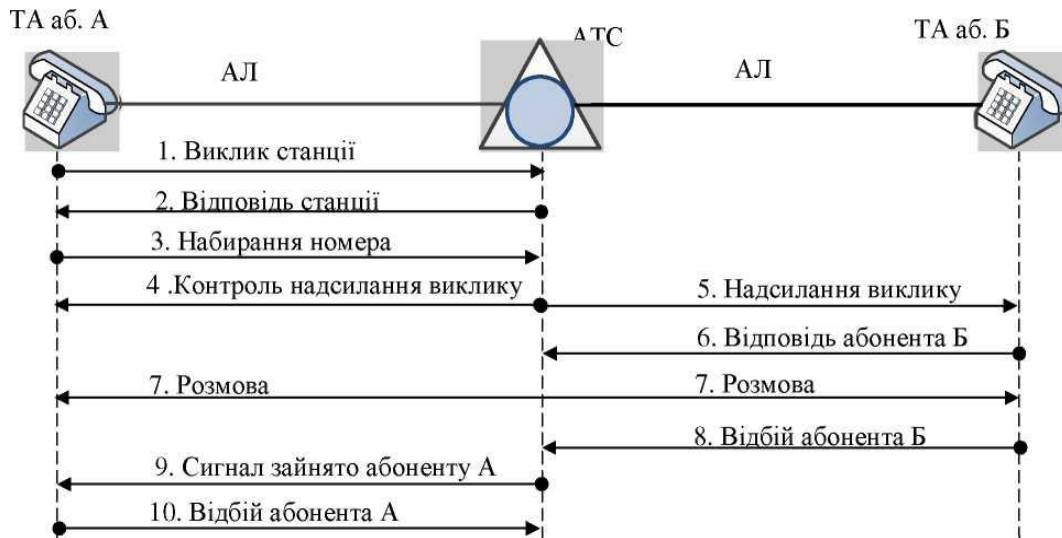 ТА аб. А
АТС
ТА аб. Б
АЛ
АЛ
1. Виклик станції
2. Відповідь станції
3. Набирання номера
4 .Контроль надсилання виклику
5. Надсилання виклику
6. Відповідь абонента Б
7. Розмова
7. Розмова
8. Відбій абонента Б
9. Сигнал зайнято абоненту А
10. Відбій абонента А